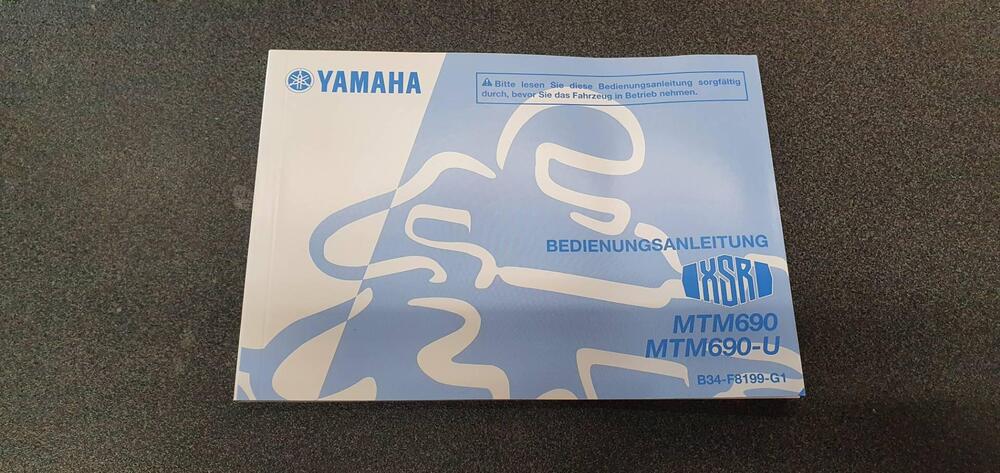 YAMAHA
Bitte lesen Sie diese Bedienungsanleitung sorgfältig
durch, bevor Sie das Fahrzeug in Betrieb nehmen.
BEDIENUNGSANLEITUNG
XSR
MTM690
MTM690-U
B34-F8199-G1